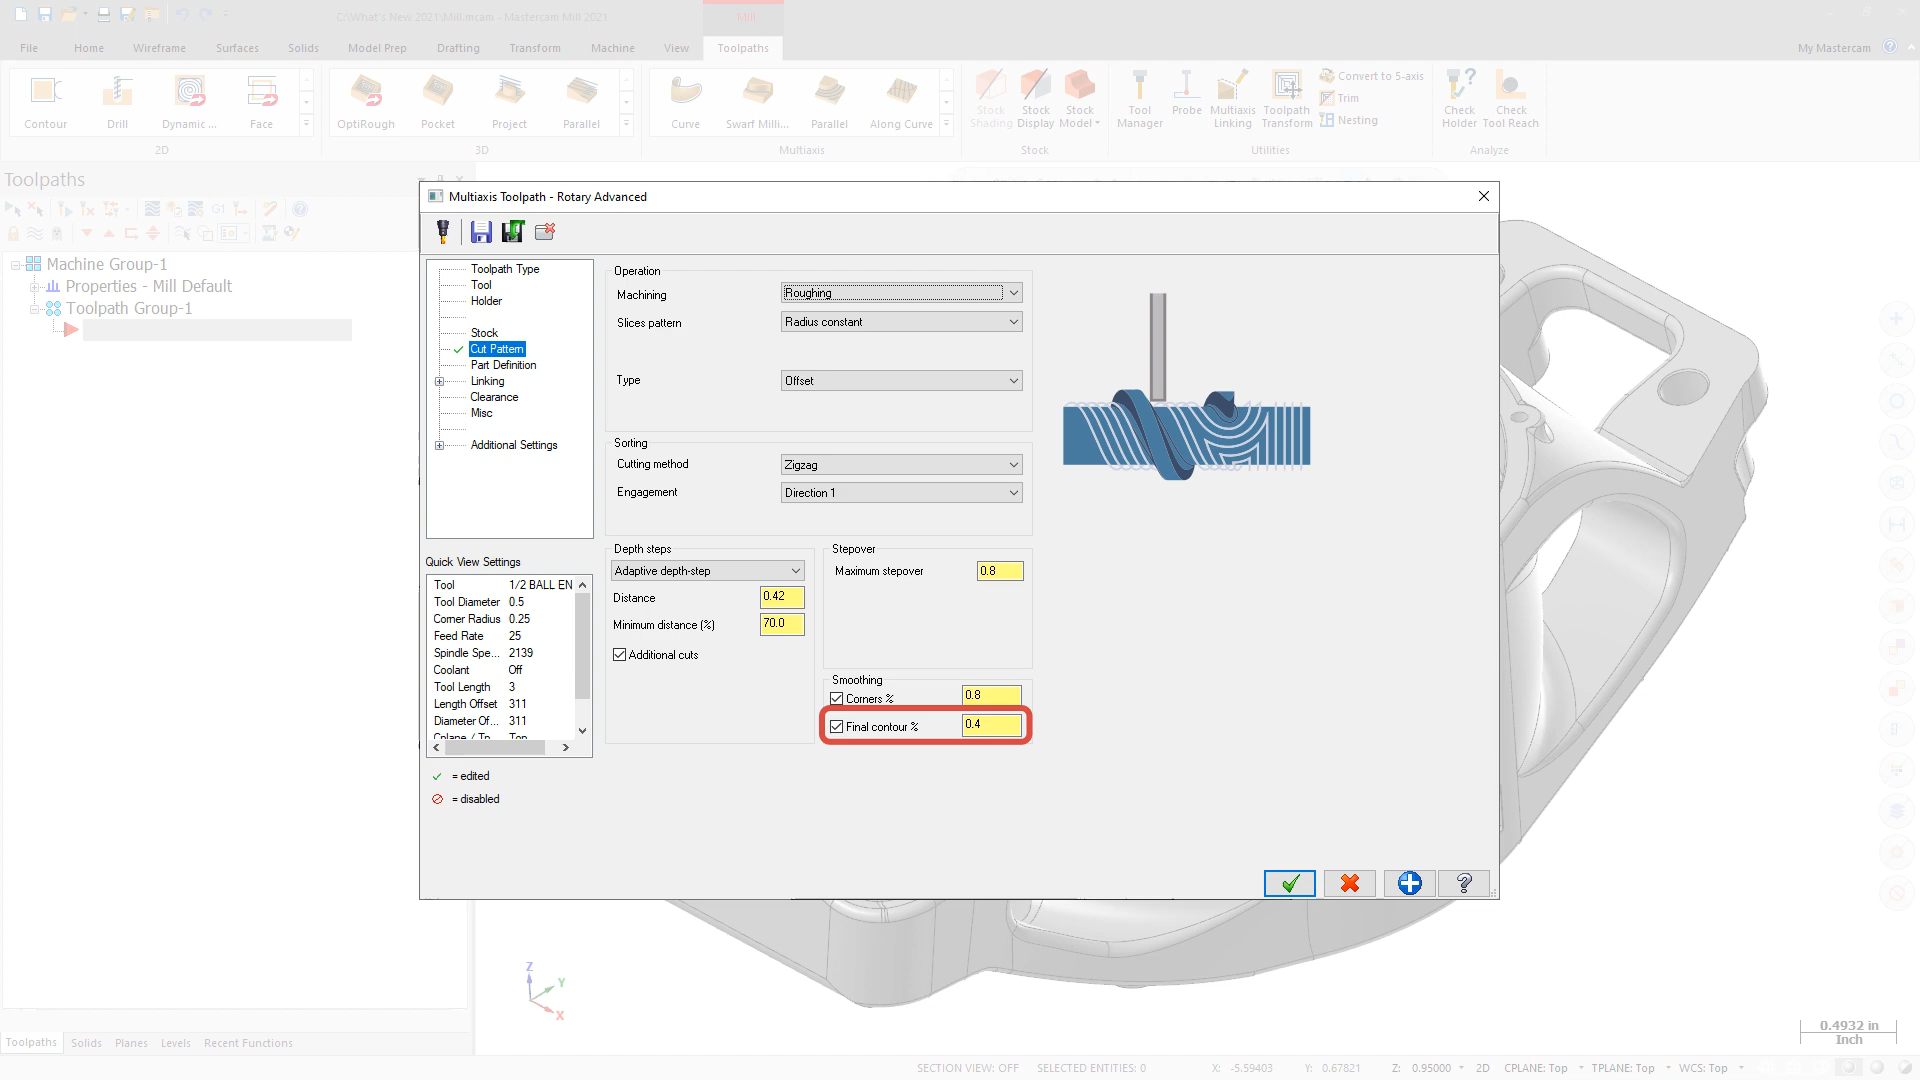 C:\What's New 2021\Mill.mcam - Mastercam Mill 2021
Mill
File Home Wireframe Surfaces Solids Model Prep Drafting Transform Machine View Toolpaths
My Mastercam
Contour Drill Dynamic ... Face
2D
OptiRough Pocket Project Parallel
3D
Curve Swarf Milli... Parallel Along Curve
Multiaxis
Stock Shading
Stock Display
Stock Model
Stock
Tool Manager
Probe
Multiaxis Linking
Toolpath Transform
Convert to 5-axis
Trim
Nesting
Utilities
Check Holder
Check Tool Reach
Analyze
Toolpaths
G1
Machine Group-1
Properties - Mill Default
Toolpath Group-1
Multiaxis Toolpath - Rotary Advanced
Toolpath Type
Tool
Holder
Stock
Cut Pattern
Part Definition
Linking
Clearance
Misc
Additional Settings
Quick View Settings
Tool 1/2 BALL EN
Tool Diameter 0.5
Corner Radius 0.25
Feed Rate 25
Spindle Spe... 2139
Coolant Off
Tool Length 3
Length Offset 311
Diameter Of... 311
Cplane / Tp... Top
= edited
= disabled
Operation
Machining Roughing
Slices pattern Radius constant
Type Offset
Sorting
Cutting method Zigzag
Engagement Direction 1
Depth steps
Adaptive depth-step
Distance 0.42
Minimum distance (%) 70.0
Additional cuts
Stepover
Maximum stepover 0.8
Smoothing
Corners % 0.8
Final contour % 0.4
Z
Y
X
0.4932 in
Inch
Toolpaths Solids Planes Levels Recent Functions
SECTION VIEW: OFF SELECTED ENTITIES: 0 X: -5.59403 Y: 0.67821 Z: 0.95000 2D CPLANE: Top TPLANE: Top WCS: Top